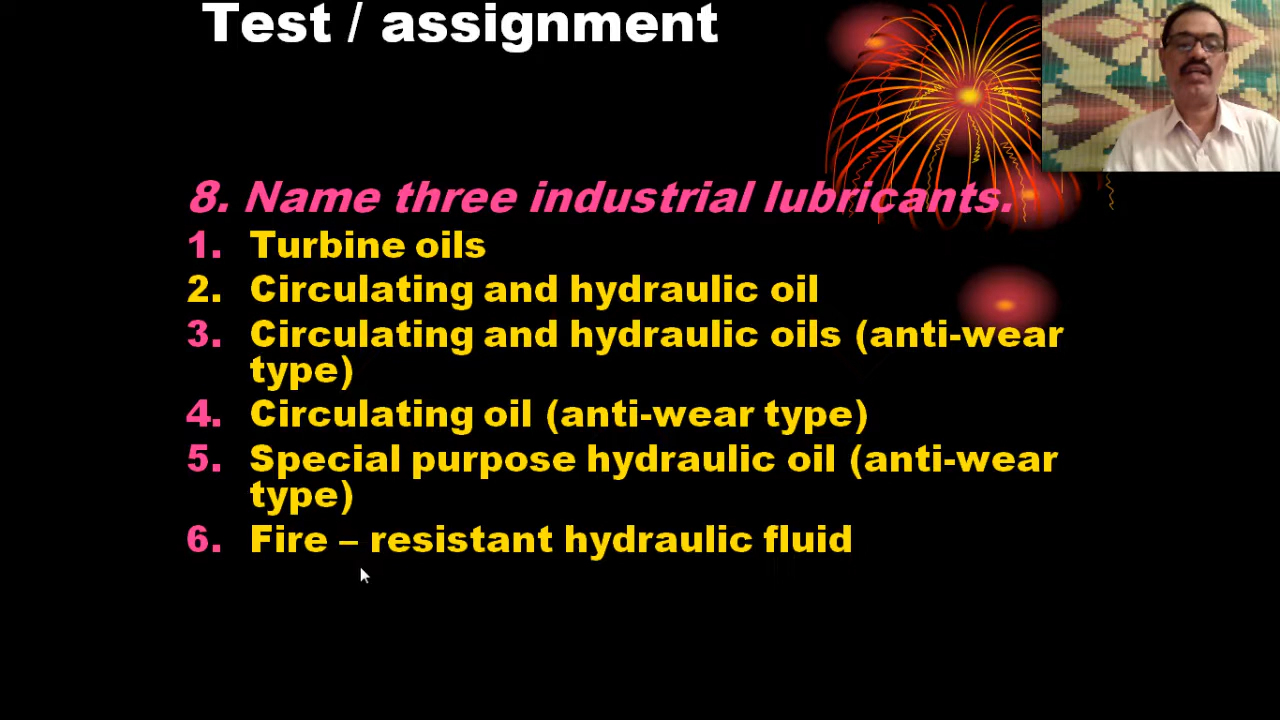 Test / assignment
8. Name three industrial lubricants.
1. Turbine oils
2. Circulating and hydraulic oil
3. Circulating and hydraulic oils (anti-wear
type)
4. Circulating oil (anti-wear type)
5. Special purpose hydraulic oil (anti-wear
type)
6. Fire – resistant hydraulic fluid